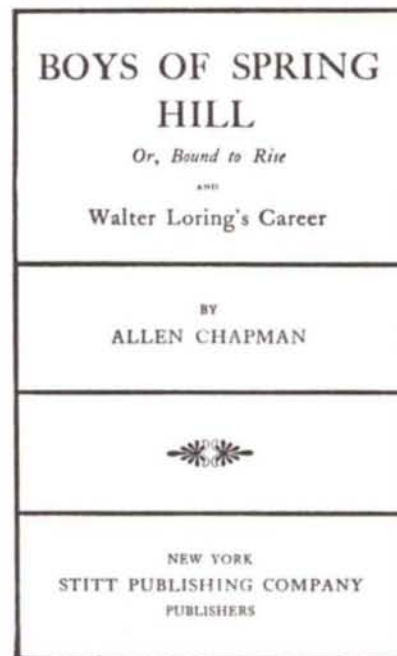 BOYS OF SPRING
HILL
Or, Bound to Rise
AND
Walter Loring's Career
BY
ALLEN CHAPMAN
NEW YORK
STITT PUBLISHING COMPANY
PUBLISHERS